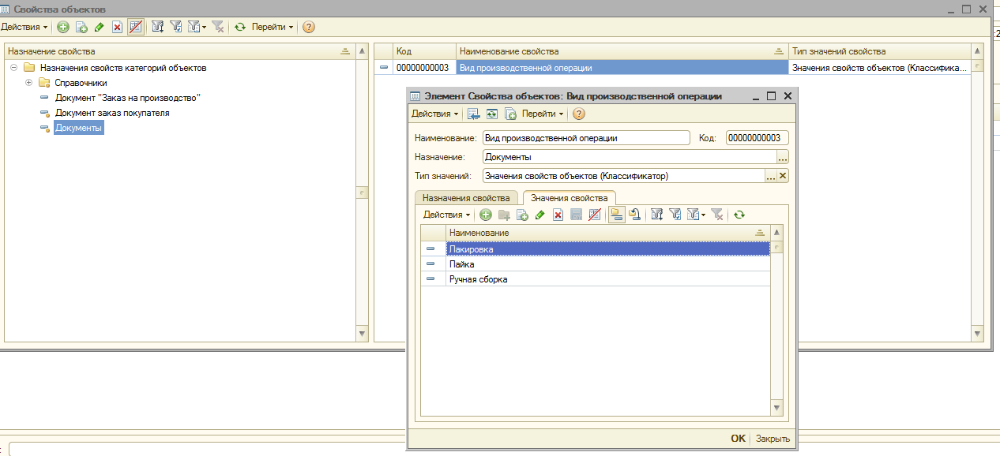 Свойства объектов
Действия Перейти
Назначение свойства
Назначения свойств категорий объектов
Справочники
Документ "Заказ на производство"
Документ заказ покупателя
Документы
Код Наименование свойства Тип значений свойства
00000000003 Вид производственной операции Значения свойств объектов (Классифика...
Элемент Свойства объектов: Вид производственной операции
Действия Перейти
Наименование: Вид производственной операции Код: 00000000003
Назначение: Документы ...
Тип значений: Значения свойств объектов (Классификатор) ...
Назначения свойства Значения свойства
Действия
Наименование
Лакировка
Пайка
Ручная сборка
OK Закрыть